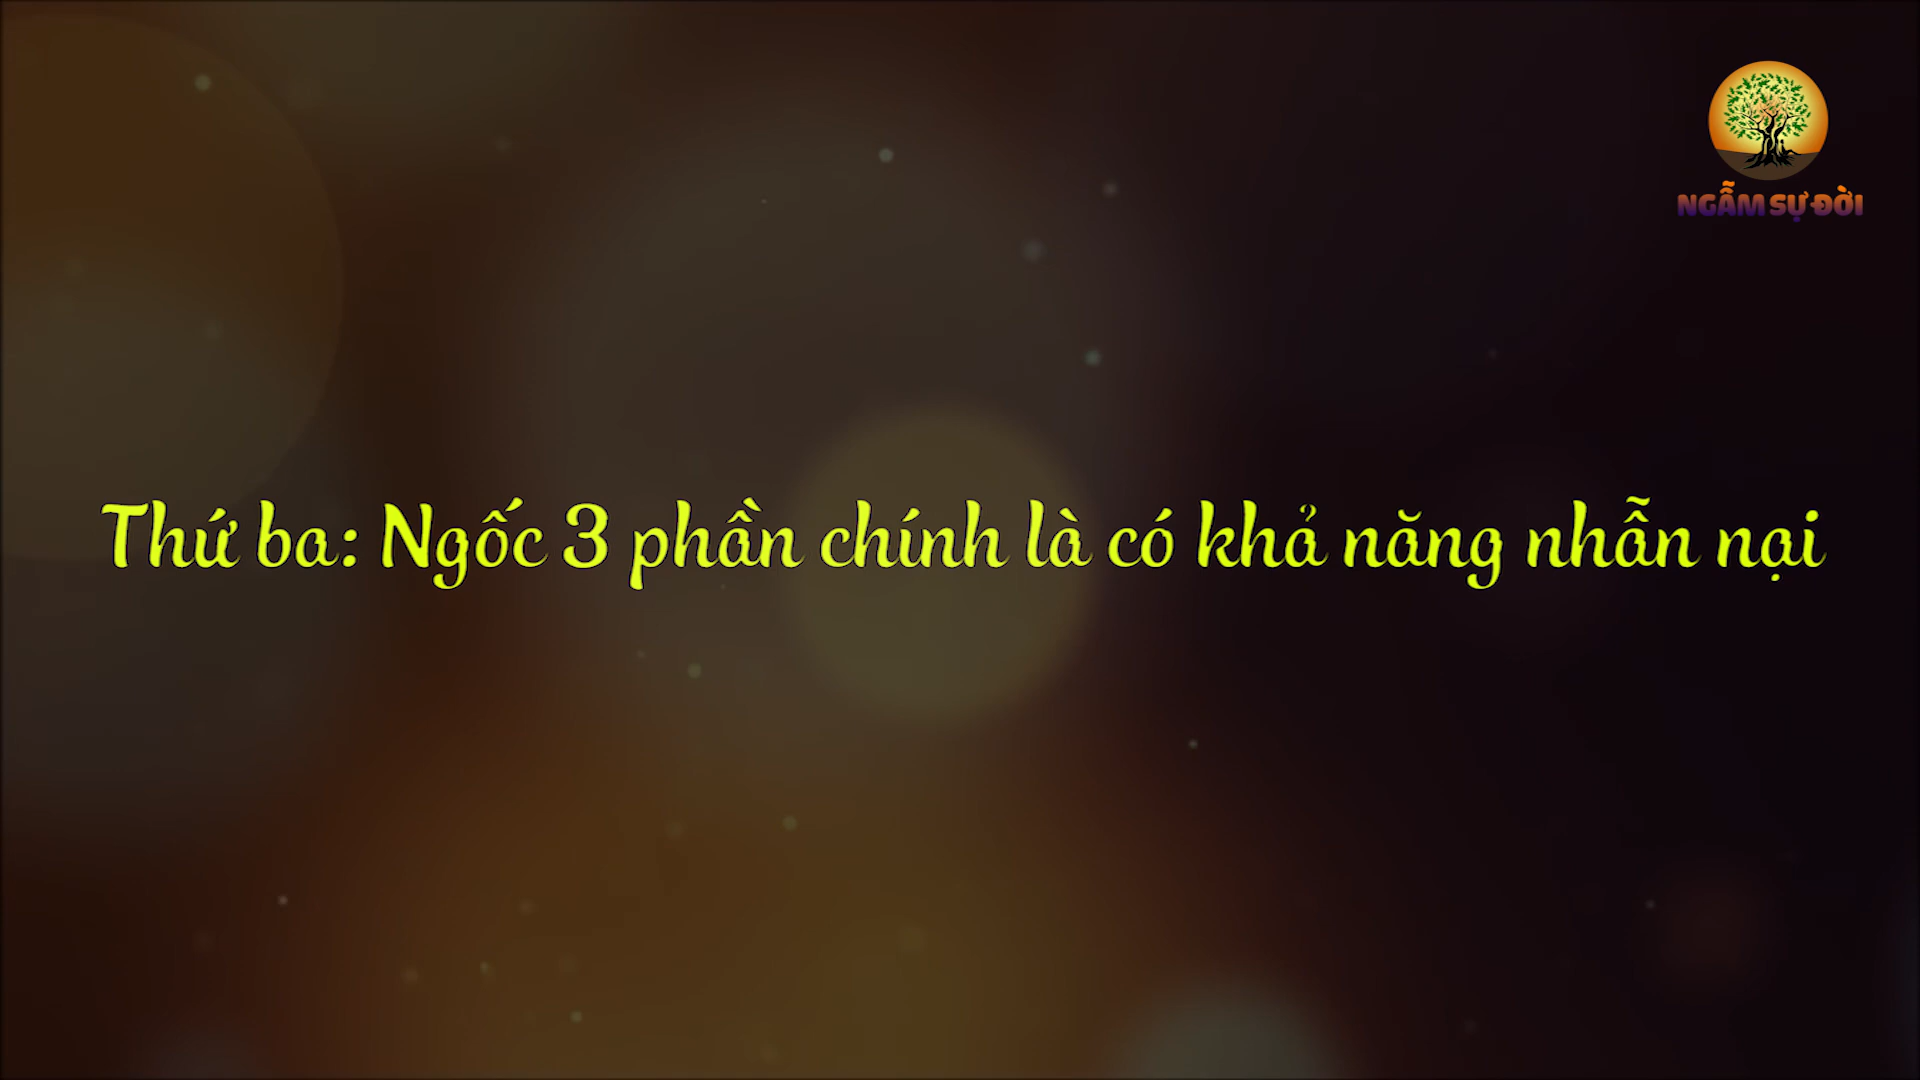 NGẪM SỰ ĐỜI
Thứ ba: Ngốc 3 phần chính là có khả năng nhẫn nại